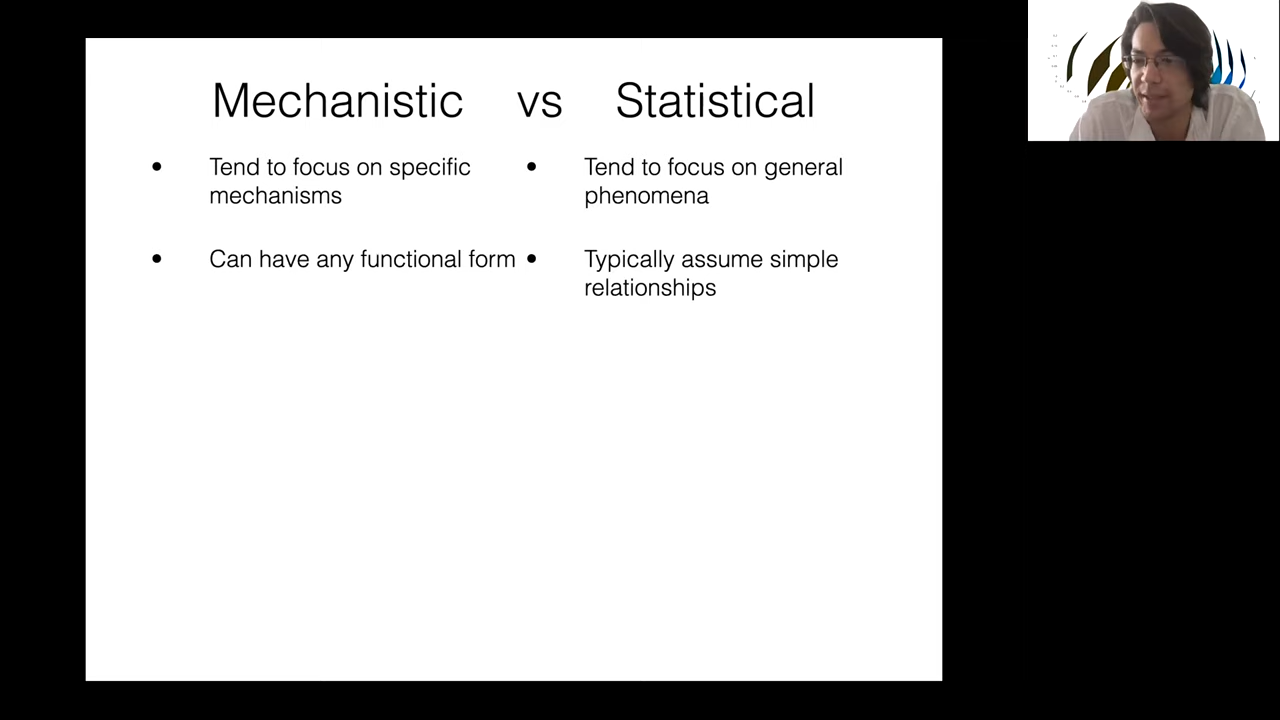 Mechanistic vs Statistical
• Tend to focus on specific
mechanisms
• Can have any functional form
• Tend to focus on general
phenomena
• Typically assume simple
relationships